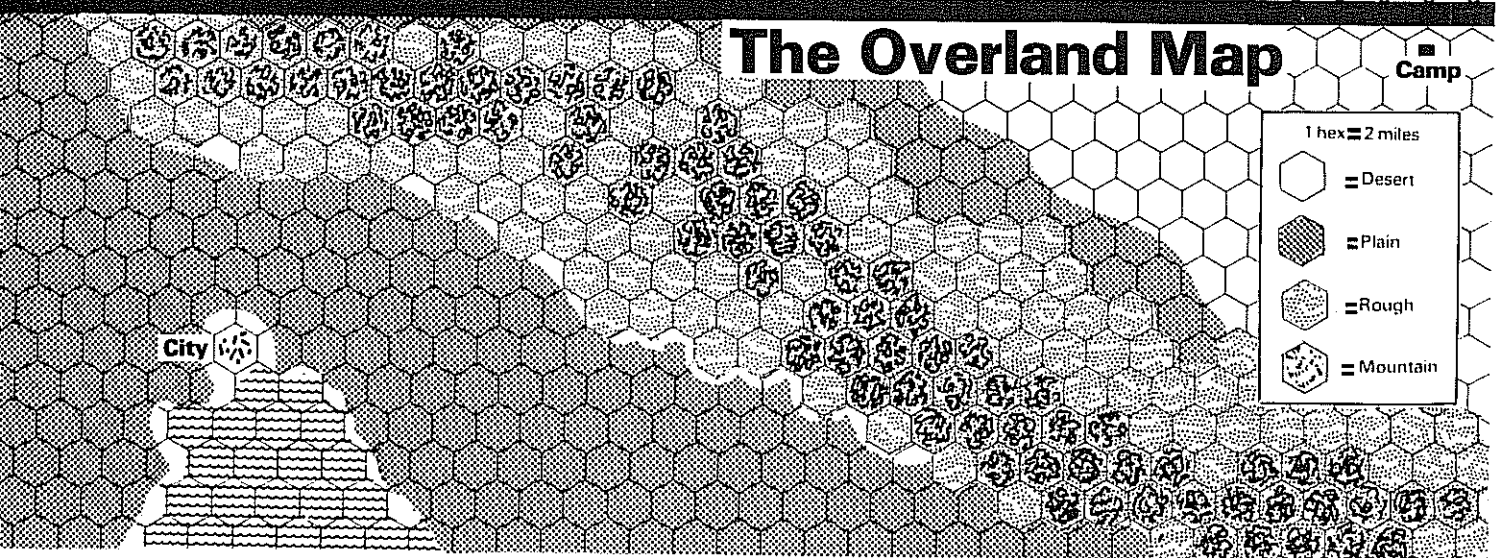 The Overland Map
Camp
1 hex = 2 miles
= Desert
= Plain
= Rough
= Mountain
City